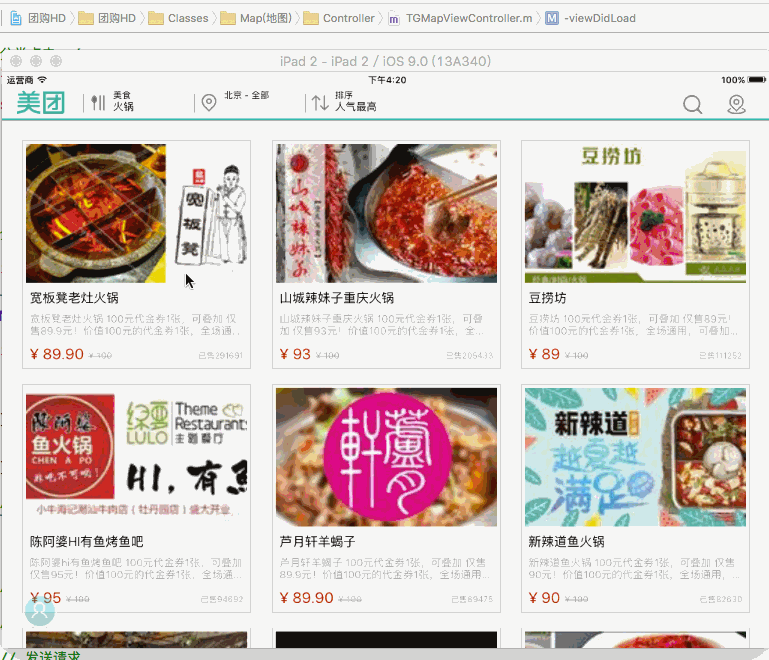 团购HD 团购HD Classes Map(地图) Controller TGMapViewController.m -viewDidLoad
iPad 2 - iPad 2 / iOS 9.0 (13A340)
运营商 下午4:20 100%
美团 美食 火锅 北京 - 全部 排序 人气最高
宽板凳
山城辣妹子
豆捞坊
宽板凳老灶火锅 山城辣妹子重庆火锅 豆捞坊
宽板凳老灶火锅 100元代金券1张，可叠加 仅
售89.9元！价值100元的代金券1张，全场通...
山城辣妹子重庆火锅 100元代金券1张，可叠
加 仅售93元！价值100元的代金券1张，全...
豆捞坊 100元代金券1张，可叠加 仅售89元！
价值100元的代金券1张，全场通用，可叠加...
¥ 89.90 ¥ 100 已售291661
¥ 93 ¥ 100 已售206473
¥ 89 ¥ 100 已售111252
陈阿婆
鱼火锅
CHEN A PO
非吃不可呃！
绿萝
LULO
Theme
Restaurant
主题餐厅
HI，有鱼
小牛海记潮汕牛肉店（牡丹园店）盛大开业
軒蘆月
新辣道
越夏越
满足
陈阿婆HI有鱼烤鱼吧 芦月轩羊蝎子 新辣道鱼火锅
陈阿婆hi有鱼烤鱼吧 100元代金券1张，可叠加
仅售95元！价值100元的代金券1张，全场通...
芦月轩羊蝎子 100元代金券1张，可叠加 仅售
89.9元！价值100元的代金券1张，全场通用...
新辣道鱼火锅 100元代金券1张，可叠加 仅售
90元！价值100元的代金券1张，全场通用...
¥ 95 ¥ 100 已售94692
¥ 89.90 ¥ 100 已售89475
¥ 90 ¥ 100 已售82630
// 发送请求